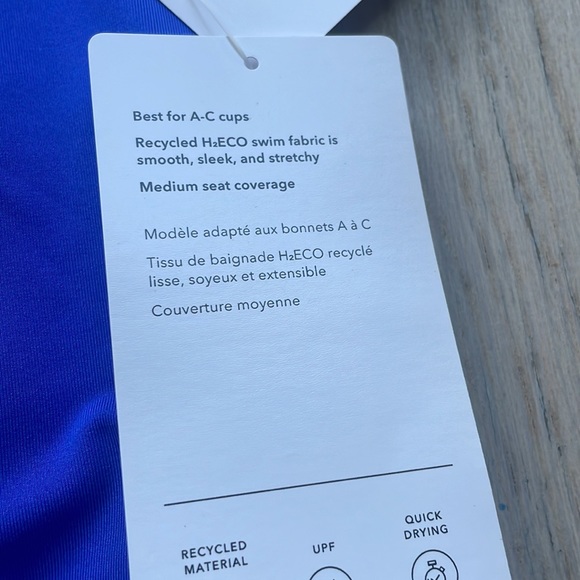 Best for A-C cups
Recycled H₂ECO swim fabric is
smooth, sleek, and stretchy
Medium seat coverage
Modèle adapté aux bonnets A à C
Tissu de baignade H₂ECO recyclé
lisse, soyeux et extensible
Couverture moyenne
RECYCLED
MATERIAL
UPF
QUICK
DRYING